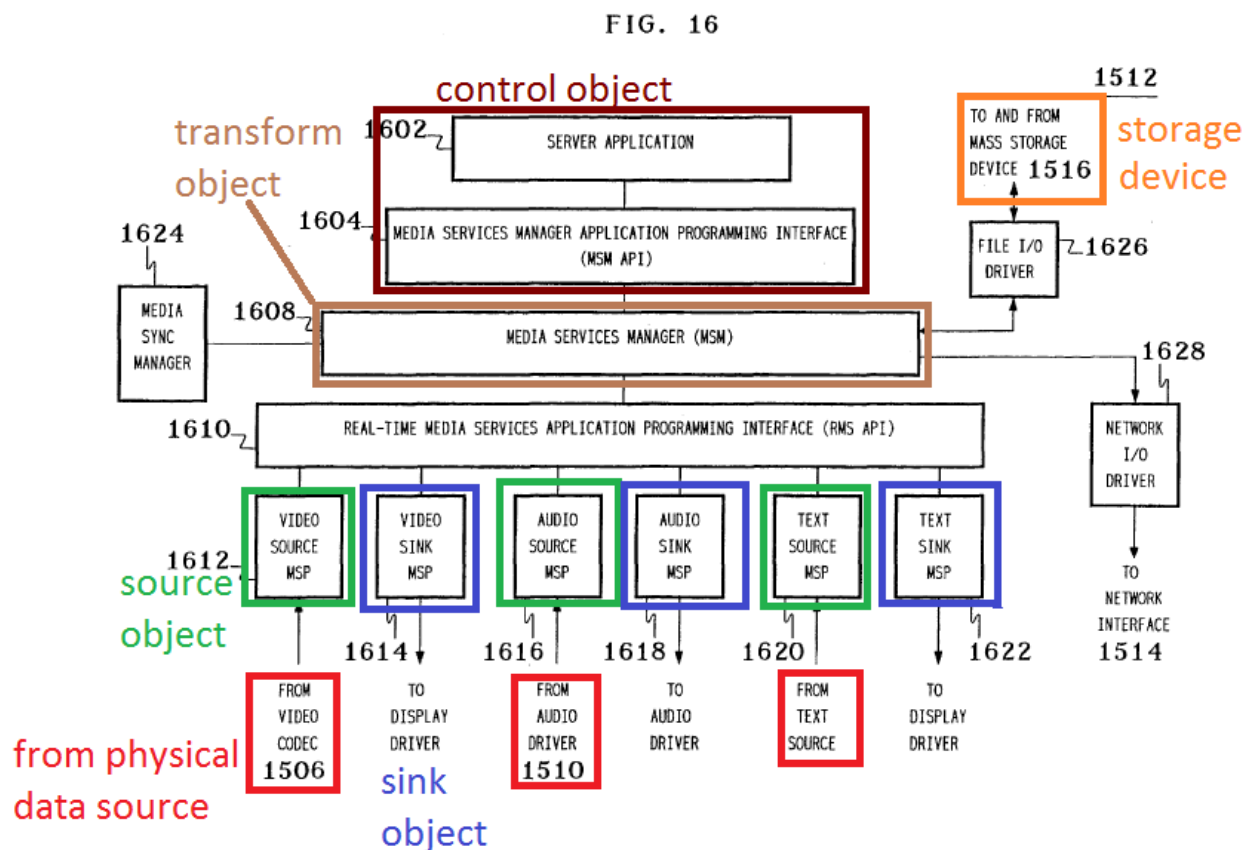 FIG. 16
control object
1512
transform
object
1602
SERVER APPLICATION
TO AND FROM
MASS STORAGE
DEVICE 1516
storage
device
1604
MEDIA SERVICES MANAGER APPLICATION PROGRAMMING INTERFACE
(MSM API)
1624
FILE I/O
DRIVER
1626
MEDIA
SYNC
MANAGER
1608
MEDIA SERVICES MANAGER (MSM)
1628
1610
REAL-TIME MEDIA SERVICES APPLICATION PROGRAMMING INTERFACE (RMS API)
NETWORK
I/O
DRIVER
VIDEO
SOURCE
MSP
VIDEO
SINK
MSP
AUDIO
SOURCE
MSP
AUDIO
SINK
MSP
TEXT
SOURCE
MSP
TEXT
SINK
MSP
1612
source
object
TO
NETWORK
INTERFACE
1514
1614
1616
1618
1620
1622
FROM
VIDEO
CODEC
1506
TO
DISPLAY
DRIVER
FROM
AUDIO
DRIVER
1510
TO
AUDIO
DRIVER
FROM
TEXT
SOURCE
TO
DISPLAY
DRIVER
from physical
data source
sink
object